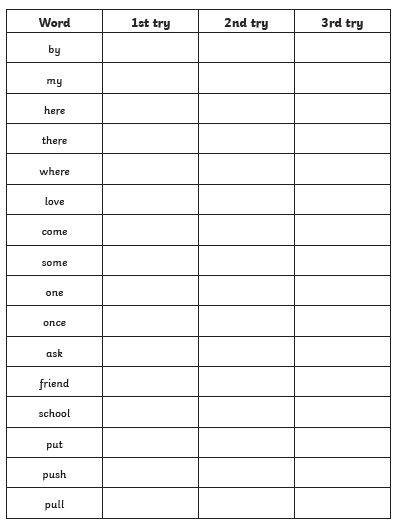 Word 1st try 2nd try 3rd try
by
my
here
there
where
love
come
some
one
once
ask
friend
school
put
push
pull